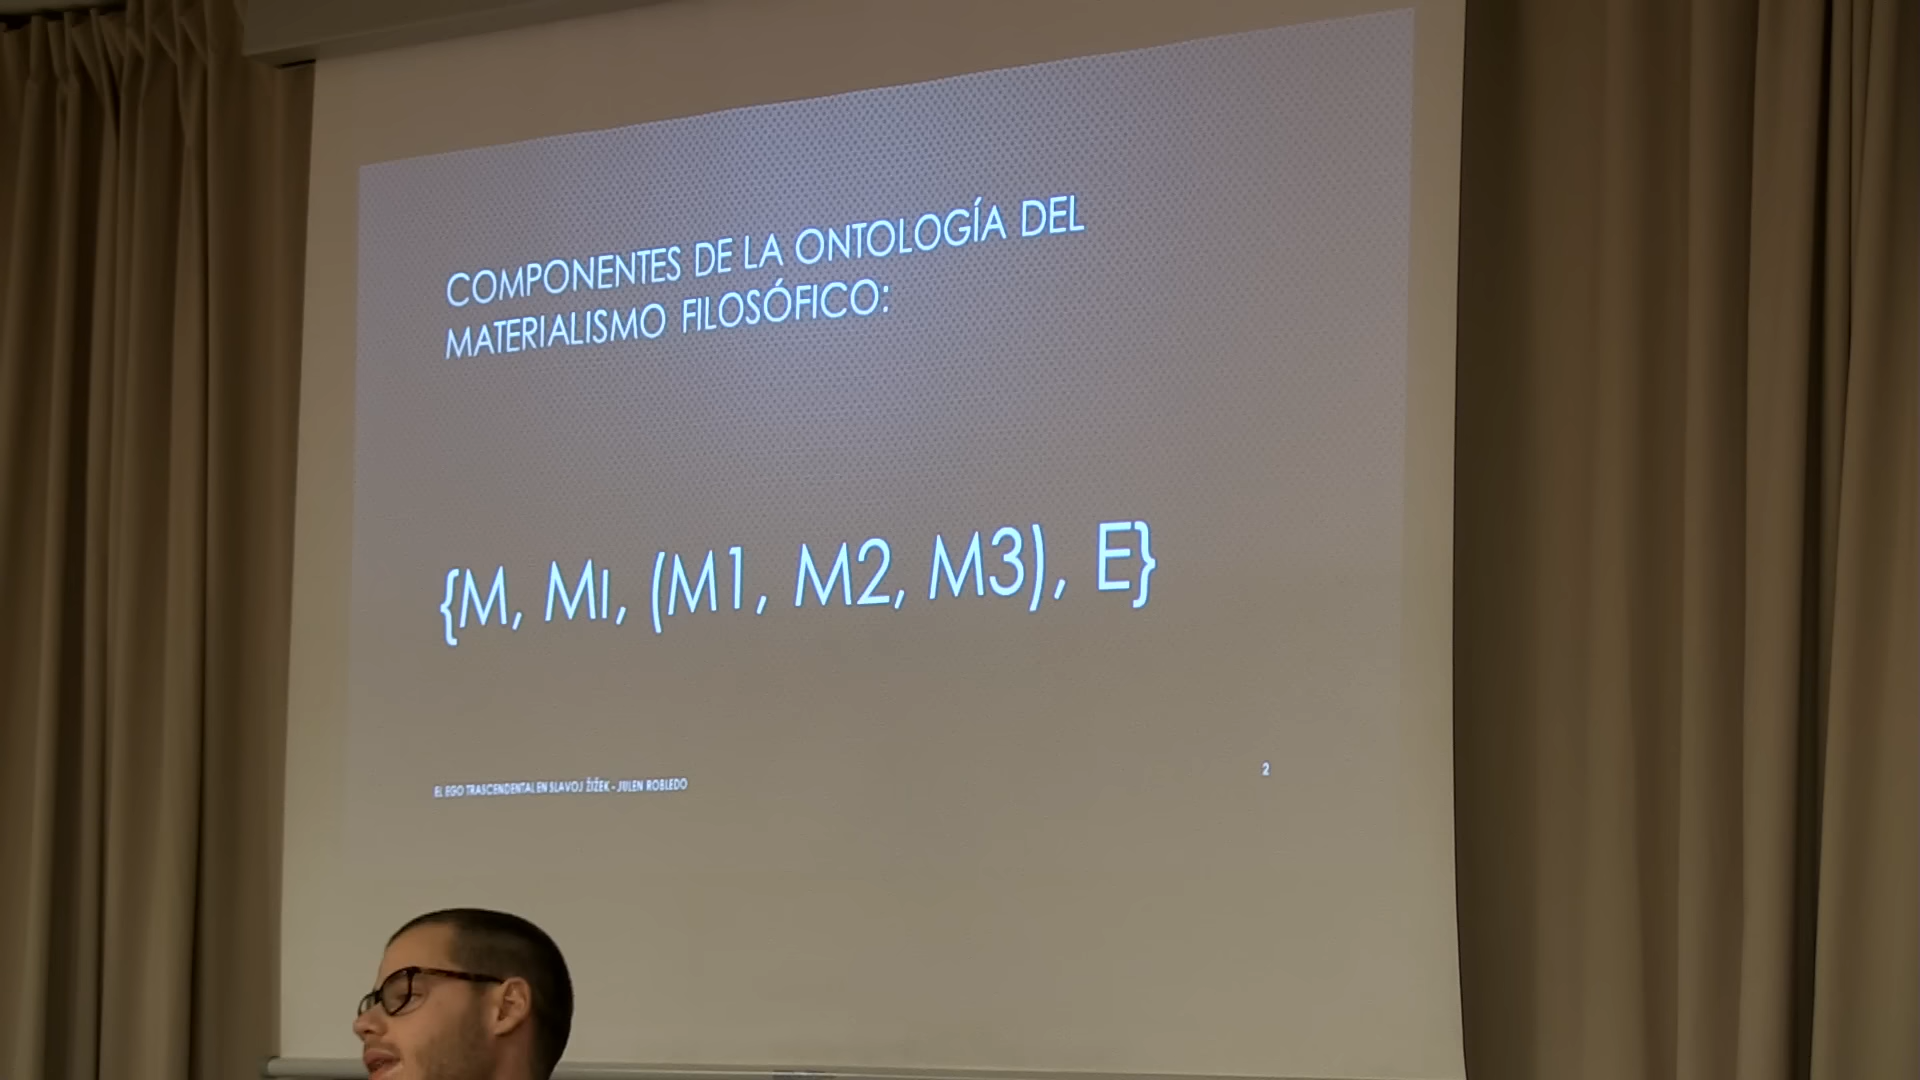 COMPONENTES DE LA ONTOLOGÍA DEL
MATERIALISMO FILOSÓFICO:
{M, MI, (M1, M2, M3), E}
EL EGO TRASCENDENTAL EN SLAVOJ ŽIŽEK - JULEN ROBLEDO
2